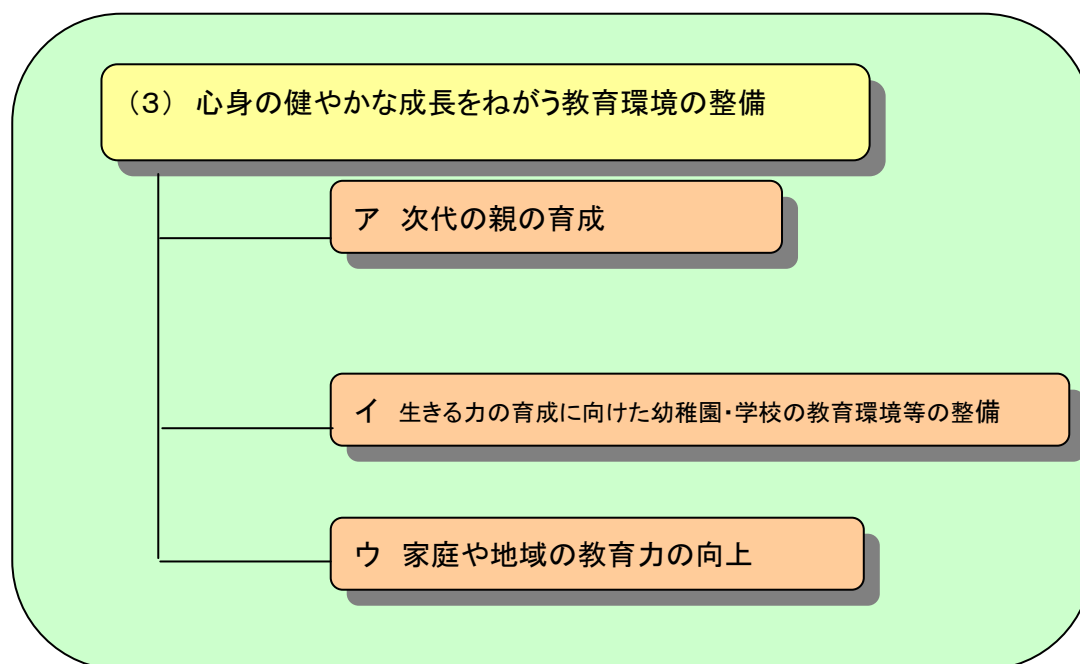 （３） 心身の健やかな成長をねがう教育環境の整備
ア 次代の親の育成
イ 生きる力の育成に向けた幼稚園・学校の教育環境等の整備
ウ 家庭や地域の教育力の向上